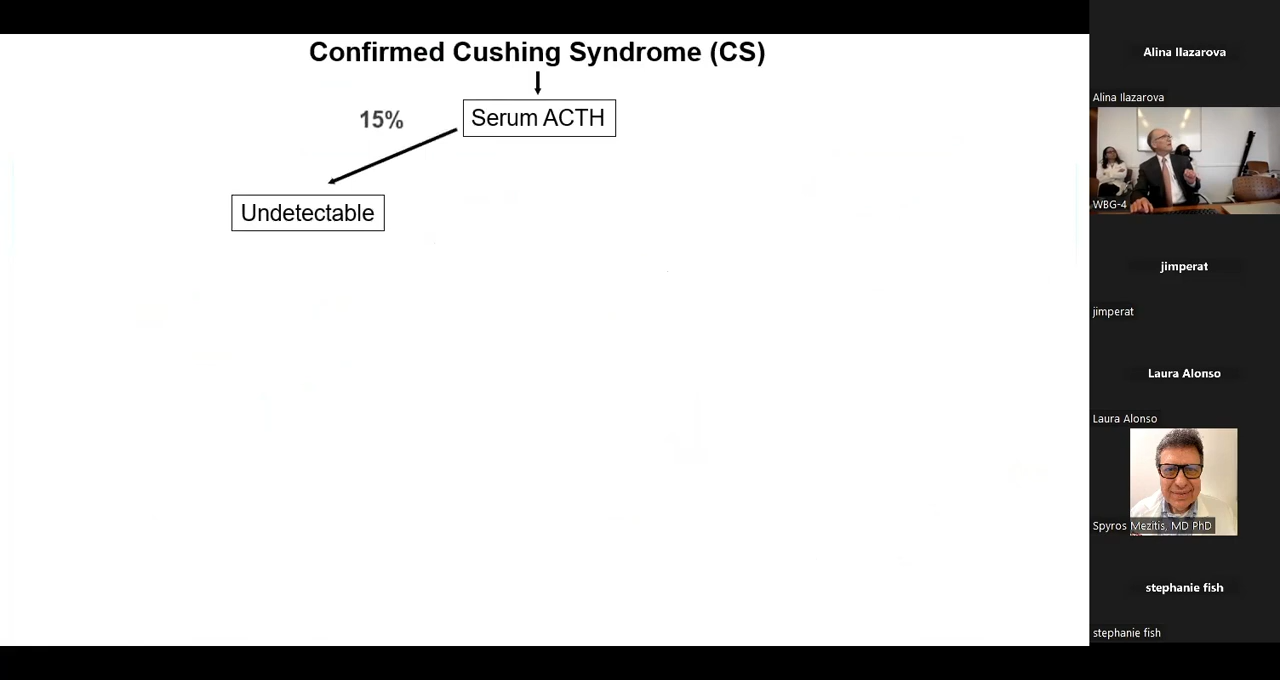 Confirmed Cushing Syndrome (CS)
15%
Serum ACTH
Undetectable
Alina Ilazarova
Alina Ilazarova
WBG-4
jimperat
jimperat
Laura Alonso
Laura Alonso
Spyros Mezitis, MD PhD
stephanie fish
stephanie fish